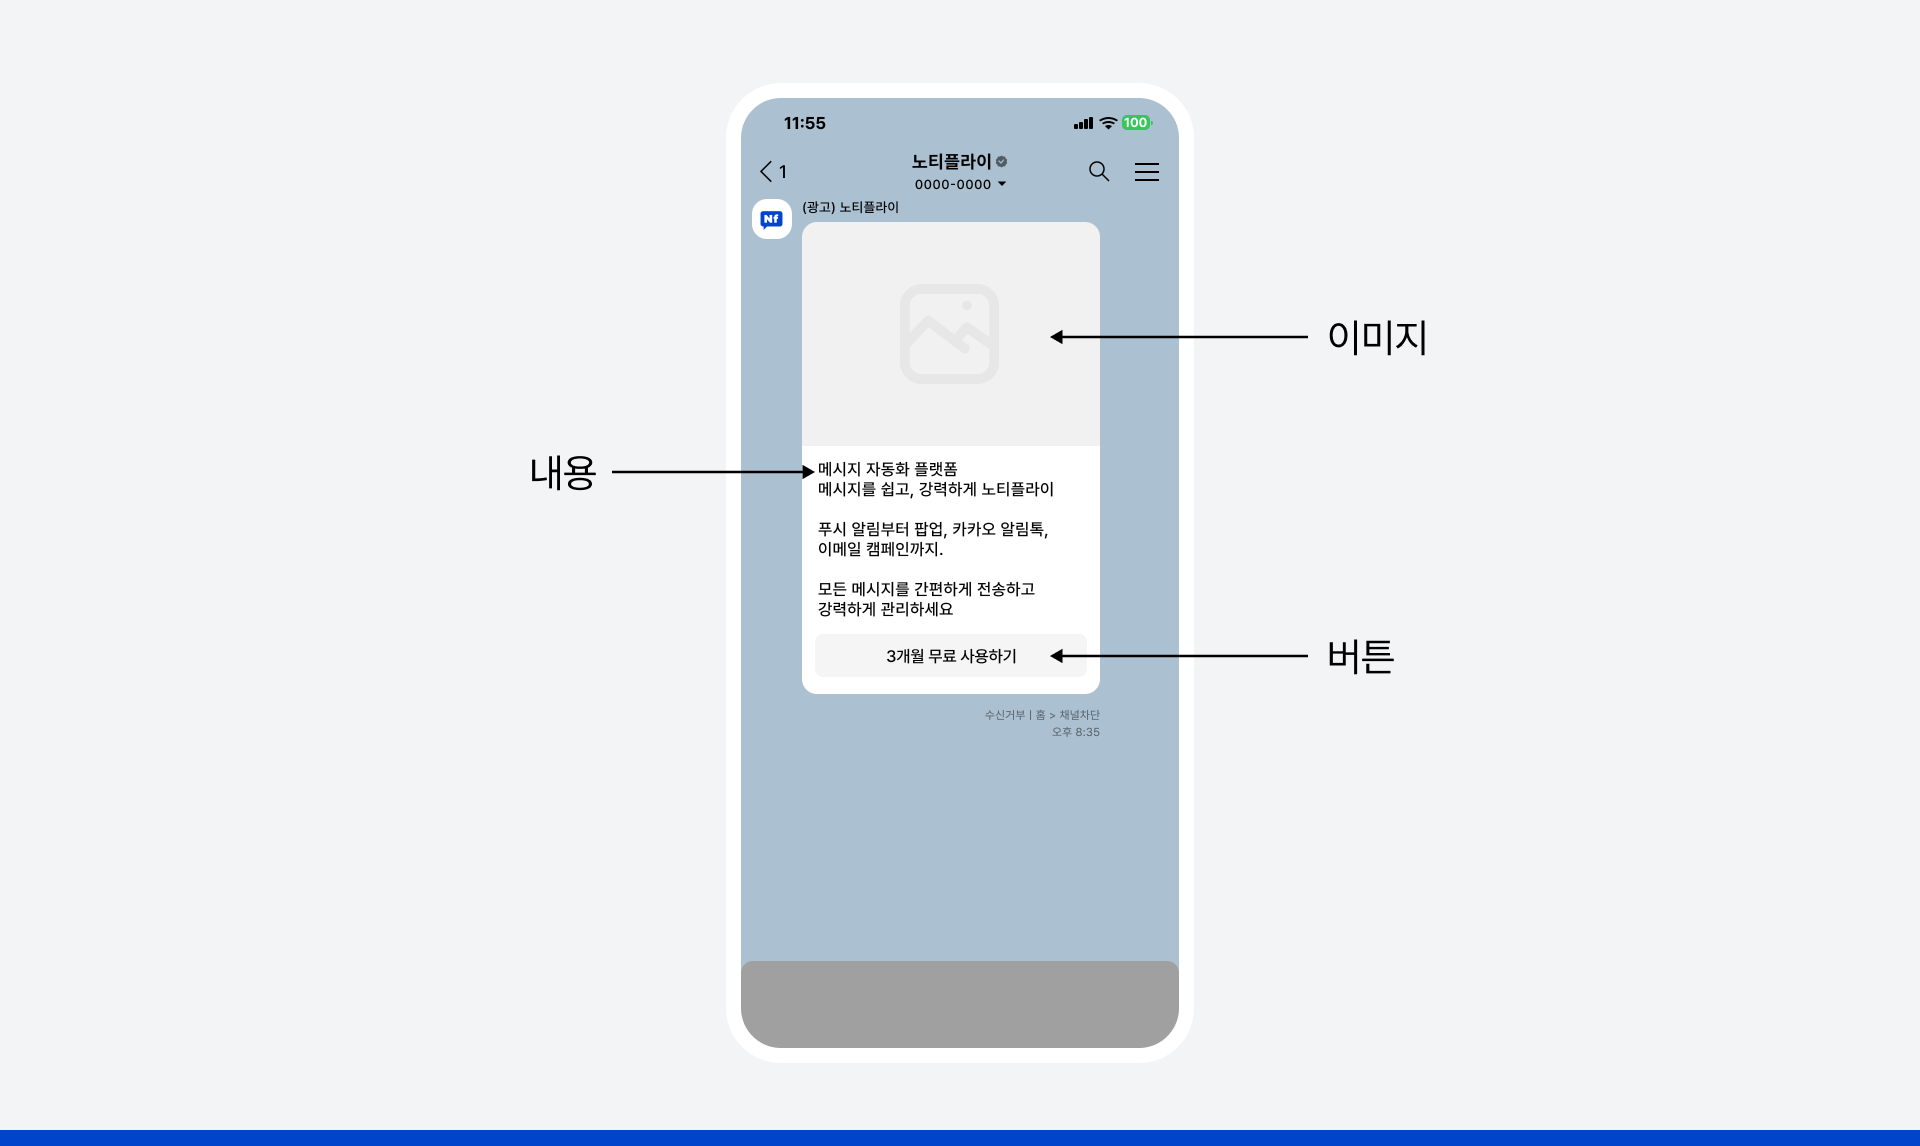 11:55
100
1
노티플라이
0000-0000
Nf
(광고) 노티플라이
이미지
내용
메시지 자동화 플랫폼
메시지를 쉽고, 강력하게 노티플라이
푸시 알림부터 팝업, 카카오 알림톡,
이메일 캠페인까지.
모든 메시지를 간편하게 전송하고
강력하게 관리하세요
3개월 무료 사용하기
버튼
수신거부 | 홈 > 채널차단
오후 8:35